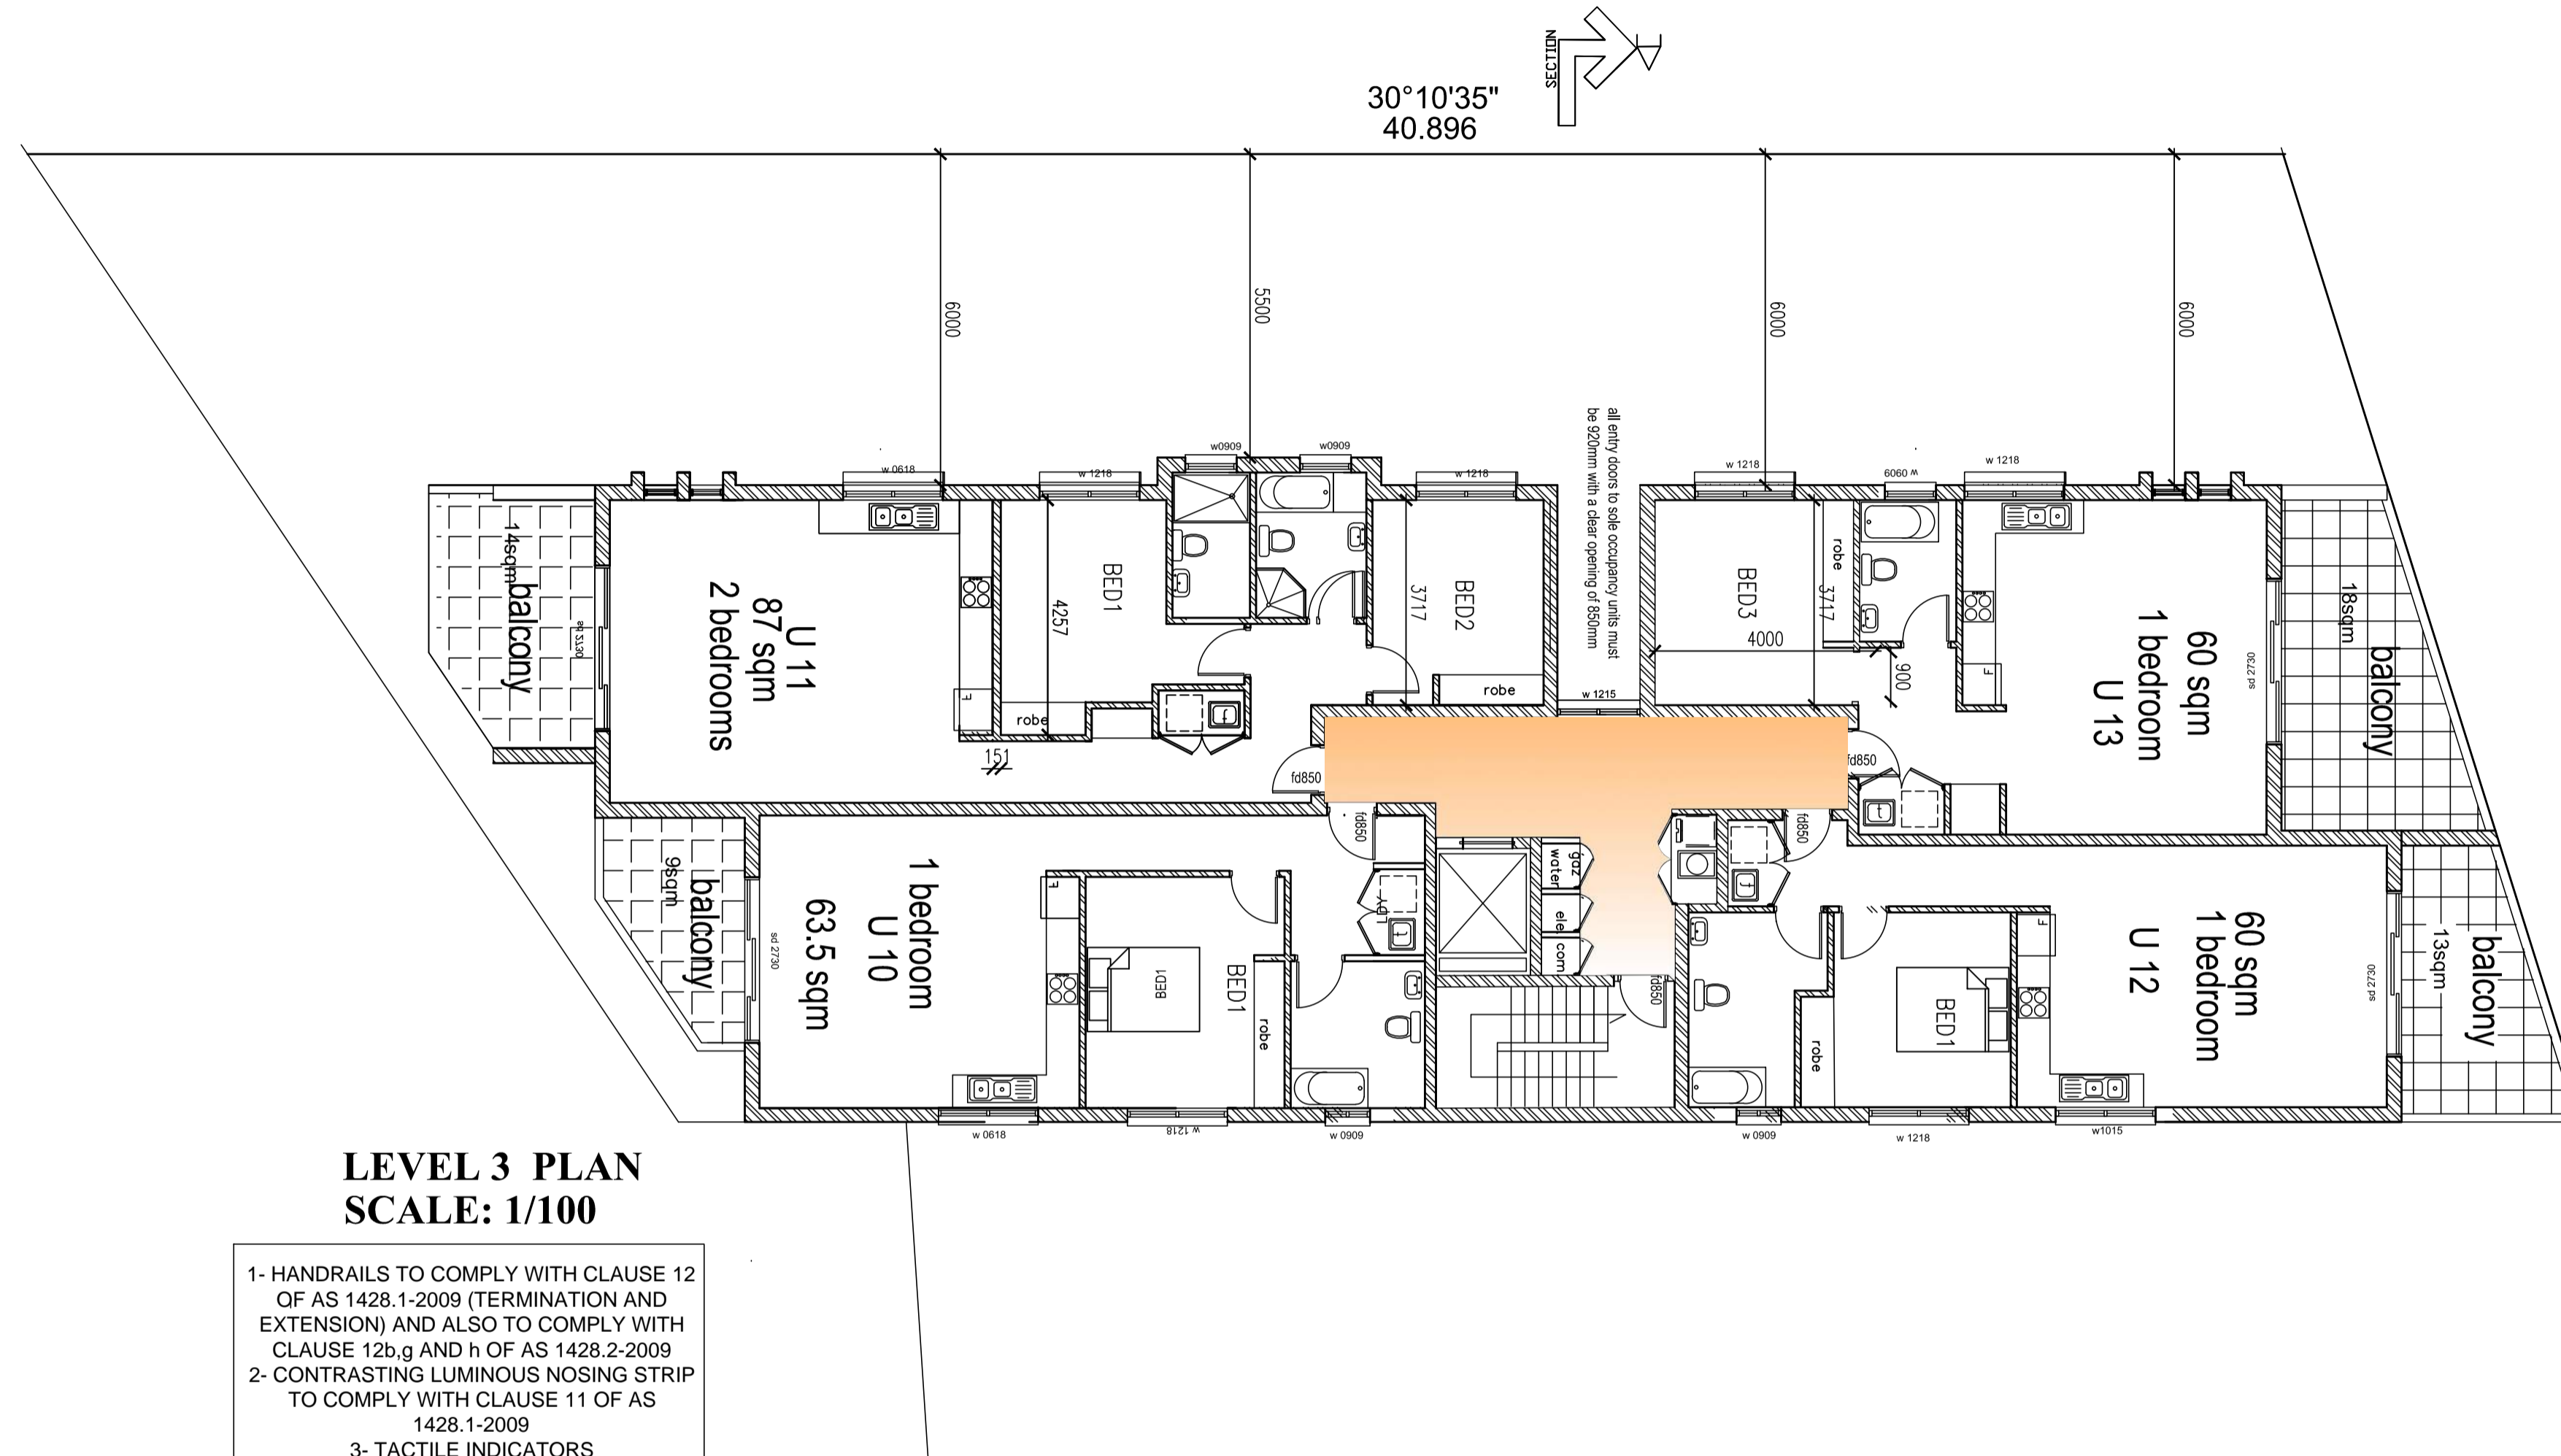 SECTION
30°10'35"
40.896
6000
5500
6000
6000
all entry doors to sole occupancy units must
be 920mm with a clear opening of 850mm
w0909
w0909
w 0618
w 1218
w 1218
w 1218
w 0909
w 1218
14sqm
balcony
sd 2730
U 11
87 sqm
2 bedrooms
F
BED1
4257
robe
151
BED2
3717
robe
w 1215
BED3
4000
robe
3717
900
F
60 sqm
1 bedroom
U 13
sd 2730
18sqm
balcony
fd850
fd850
fd850
fd850
9sqm
balcony
sd 2730
1 bedroom
U 10
63.5 sqm
F
BED1
BED1
robe
LDY
gaz
water
ele
com
fd850
robe
BED1
F
60 sqm
1 bedroom
U 12
sd 2730
13sqm
balcony
w 0618
w 1218
w 0909
w 0909
w 1218
w1015
LEVEL 3 PLAN
SCALE: 1/100
1- HANDRAILS TO COMPLY WITH CLAUSE 12
OF AS 1428.1-2009 (TERMINATION AND
EXTENSION) AND ALSO TO COMPLY WITH
CLAUSE 12b,g AND h OF AS 1428.2-2009
2- CONTRASTING LUMINOUS NOSING STRIP
TO COMPLY WITH CLAUSE 11 OF AS
1428.1-2009
3- TACTILE INDICATORS